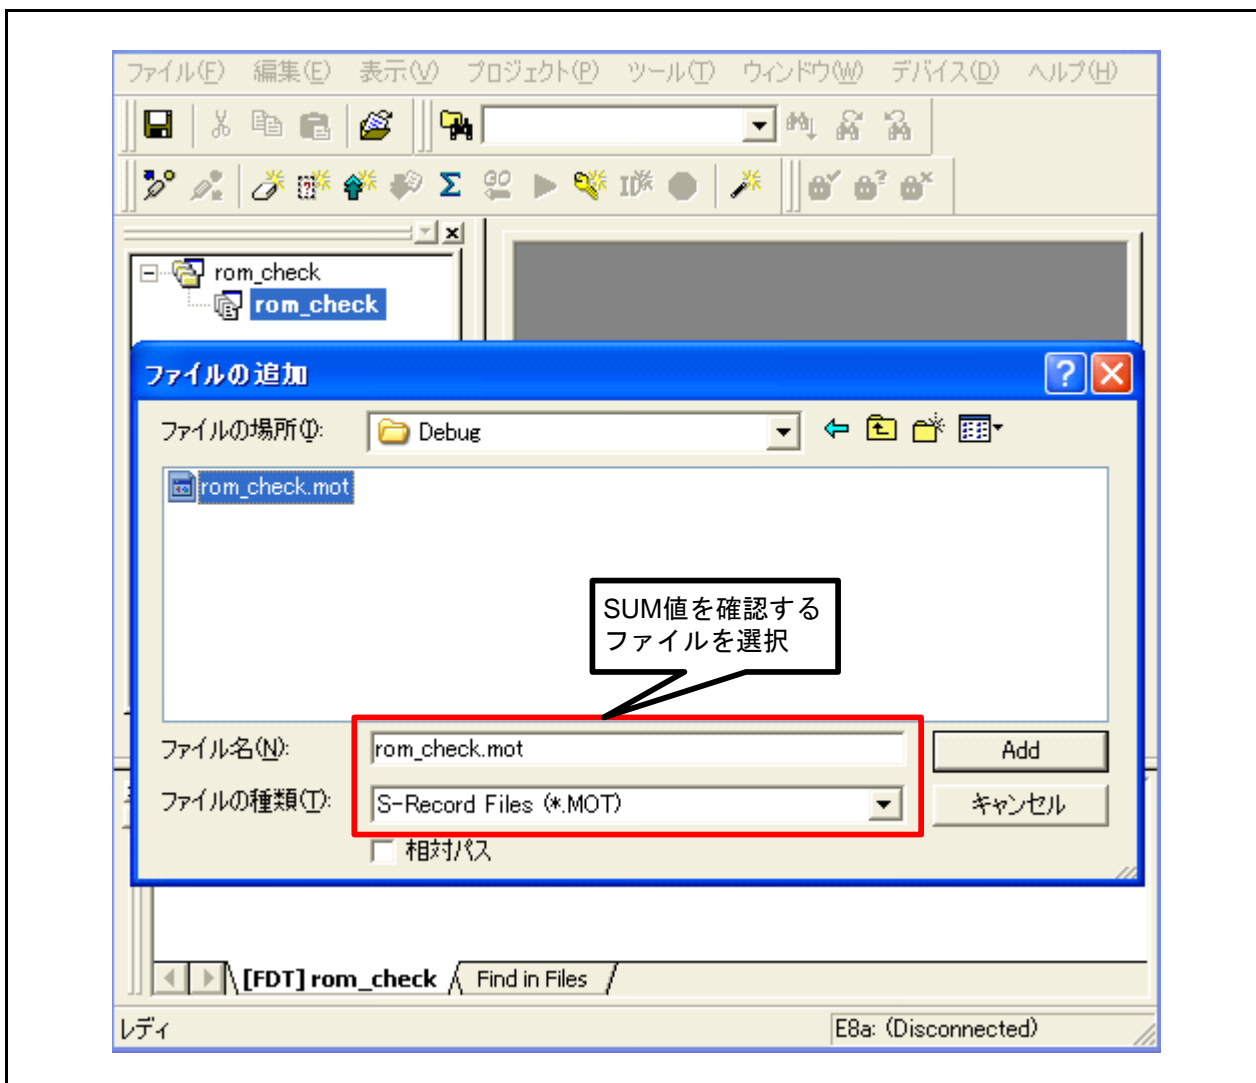 ファイル(F) 編集(E) 表示(V) プロジェクト(P) ツール(T) ウィンドウ(W) デバイス(D) ヘルプ(H)
rom_check
rom_check
ファイルの追加
ファイルの場所(I):
Debug
rom_check.mot
SUM値を確認する
ファイルを選択
ファイル名(N):
rom_check.mot
Add
ファイルの種類(T):
S-Record Files (*.MOT)
キャンセル
相対パス
[FDT] rom_check
Find in Files
レディ
E8a: (Disconnected)